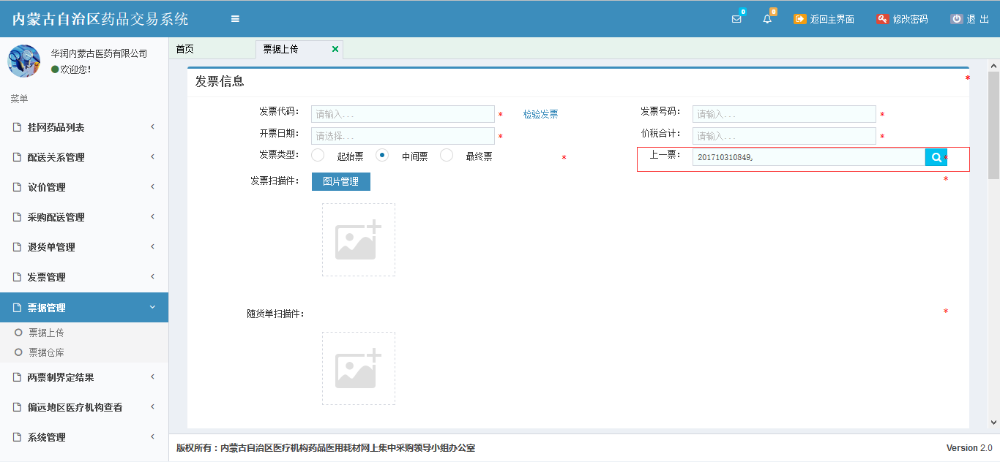 内蒙古自治区药品交易系统
0
0
返回主界面
修改密码
退 出
华润内蒙古医药有限公司
欢迎您!
菜单
挂网药品列表
配送关系管理
议价管理
采购配送管理
退货单管理
发票管理
票据管理
票据上传
票据仓库
两票制界定结果
偏远地区医疗机构查看
系统管理
首页
票据上传
发票信息 *
发票代码: 请输入... * 检验发票 发票号码: 请输入... *
开票日期: 请选择... * 价税合计: 请输入... *
发票类型: 起始票 中间票 最终票 * 上一票: 201710310849, *
发票扫描件: 图片管理 *
随货单扫描件: *
版权所有：内蒙古自治区医疗机构药品医用耗材网上集中采购领导小组办公室
Version 2.0